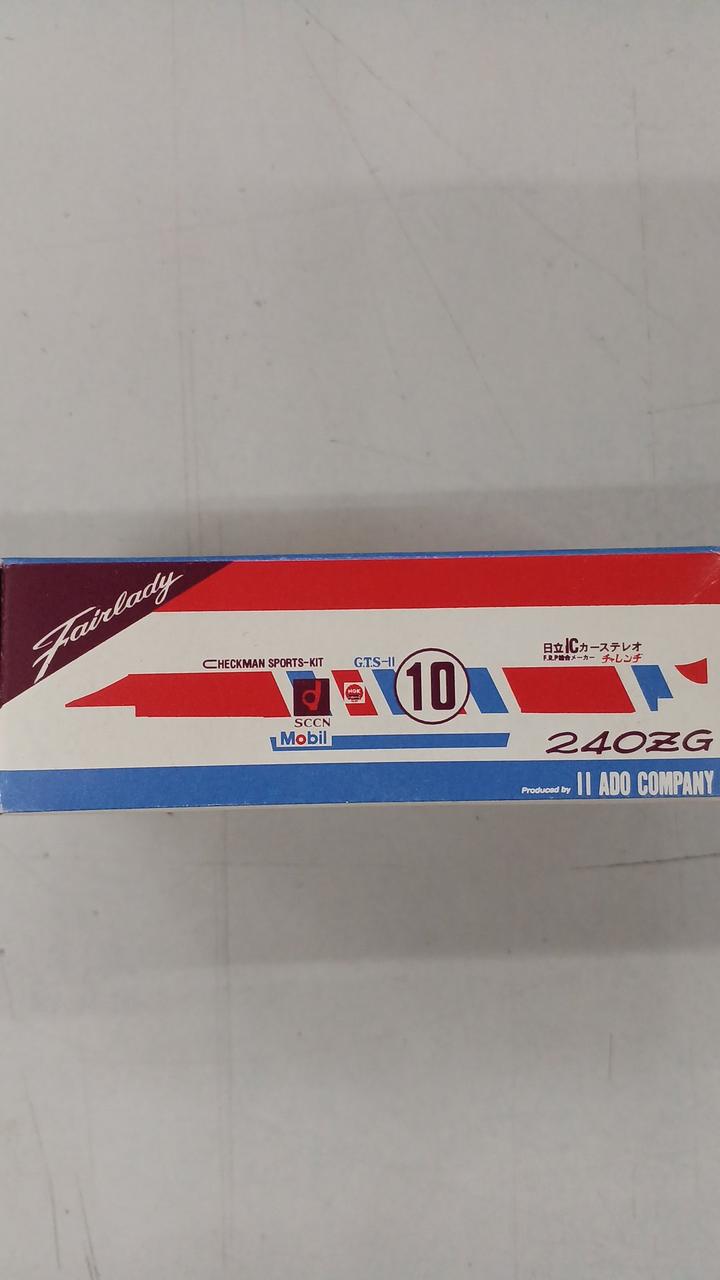 Fairlady
CHECKMAN SPORTS-KIT
G.T.S-II
10
日立ICカーステレオ
F.R.P総合メーカー チャレンヂ
d
NGK
SCCN
Mobil
240ZG
Produced by II ADO COMPANY